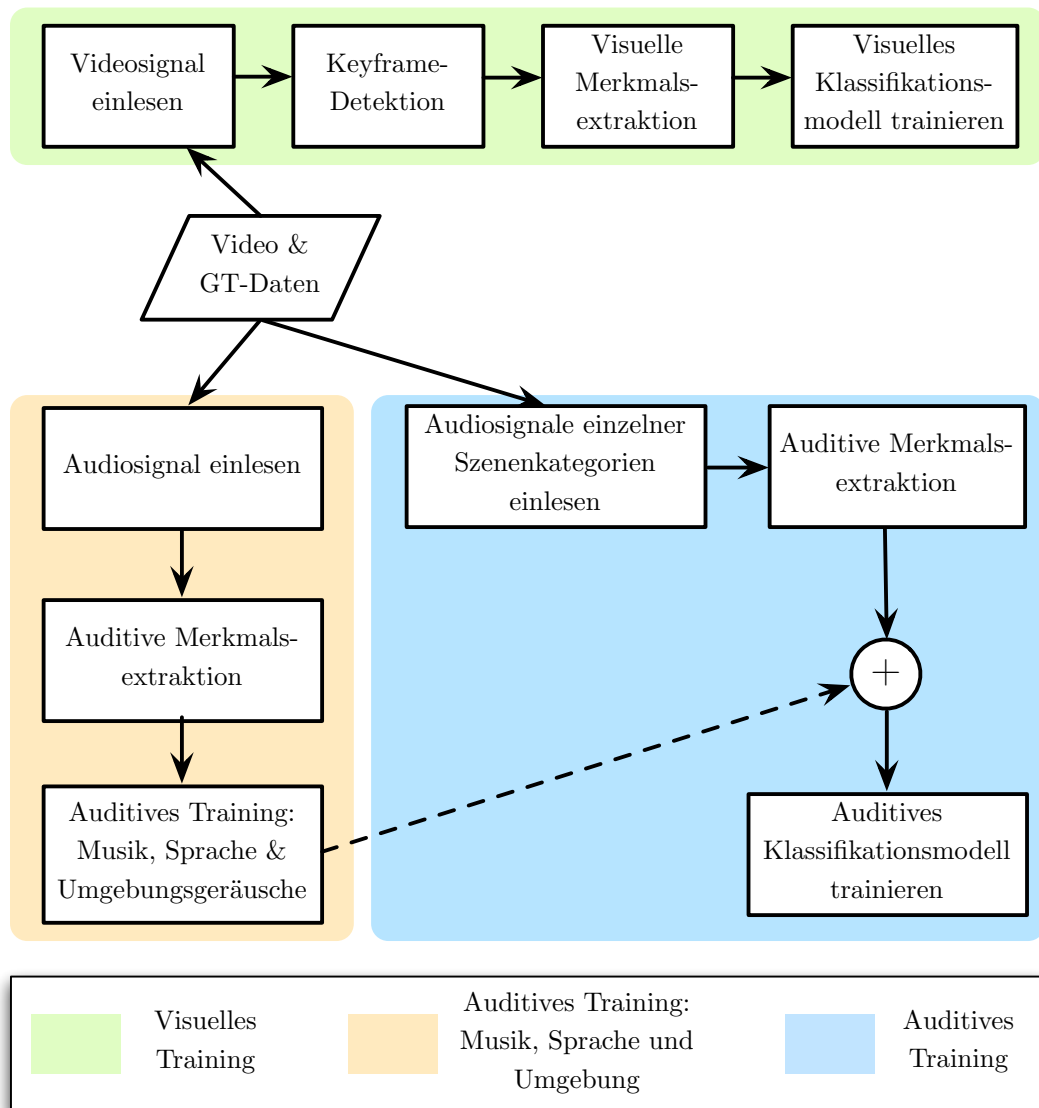 Videosignal
einlesen
Keyframe-
Detektion
Visuelle
Merkmals-
extraktion
Visuelles
Klassifikations-
modell trainieren
Video &
GT-Daten
Audiosignal einlesen
Auditive Merkmals-
extraktion
Auditives Training:
Musik, Sprache &
Umgebungsgeräusche
Audiosignale einzelner
Szenenkategorien
einlesen
Auditive Merkmals-
extraktion
+
Auditives
Klassifikationsmodell
trainieren
Visuelles
Training
Auditives Training:
Musik, Sprache und
Umgebung
Auditives
Training